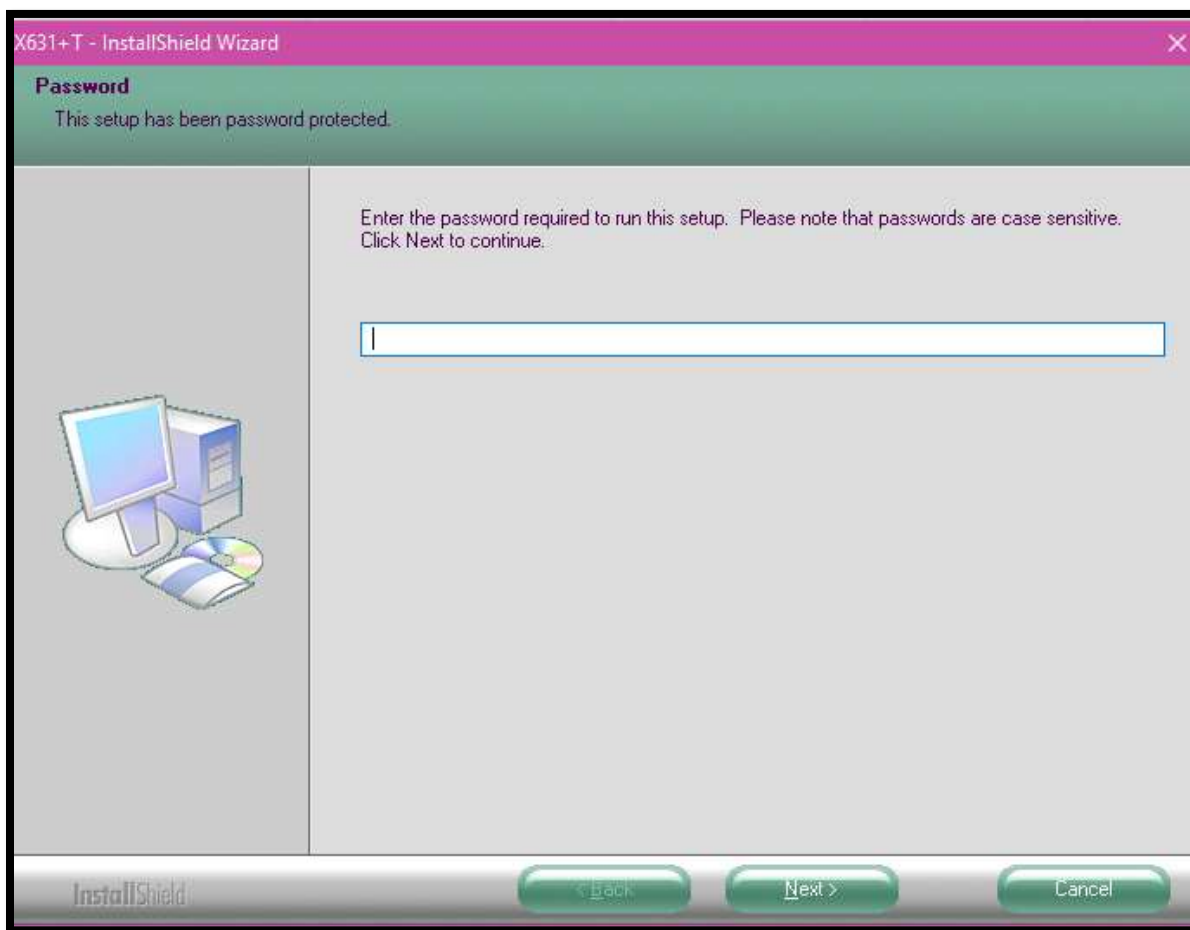 X631+T - InstallShield Wizard
Password
This setup has been password protected.
Enter the password required to run this setup.  Please note that passwords are case sensitive.
Click Next to continue.
InstallShield
< Back
Next >
Cancel